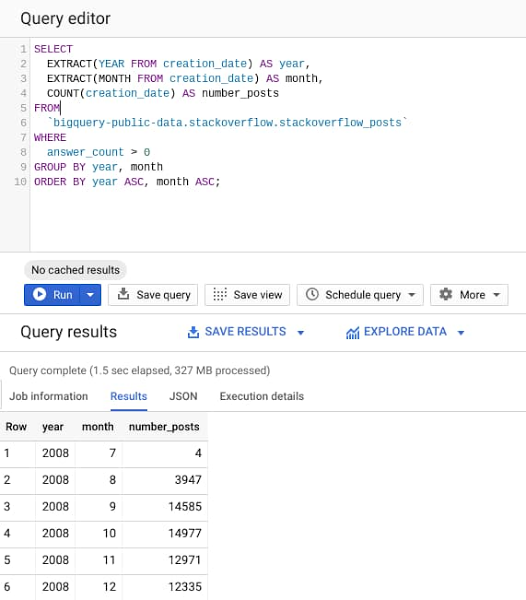 Query editor
1 SELECT
2 EXTRACT(YEAR FROM creation_date) AS year,
3 EXTRACT(MONTH FROM creation_date) AS month,
4 COUNT(creation_date) AS number_posts
5 FROM
6 `bigquery-public-data.stackoverflow.stackoverflow_posts`
7 WHERE
8 answer_count > 0
9 GROUP BY year, month
10 ORDER BY year ASC, month ASC;
No cached results
Run Save query Save view Schedule query More
Query results SAVE RESULTS EXPLORE DATA
Query complete (1.5 sec elapsed, 327 MB processed)
Job information Results JSON Execution details
Row year month number_posts
1 2008 7 4
2 2008 8 3947
3 2008 9 14585
4 2008 10 14977
5 2008 11 12971
6 2008 12 12335